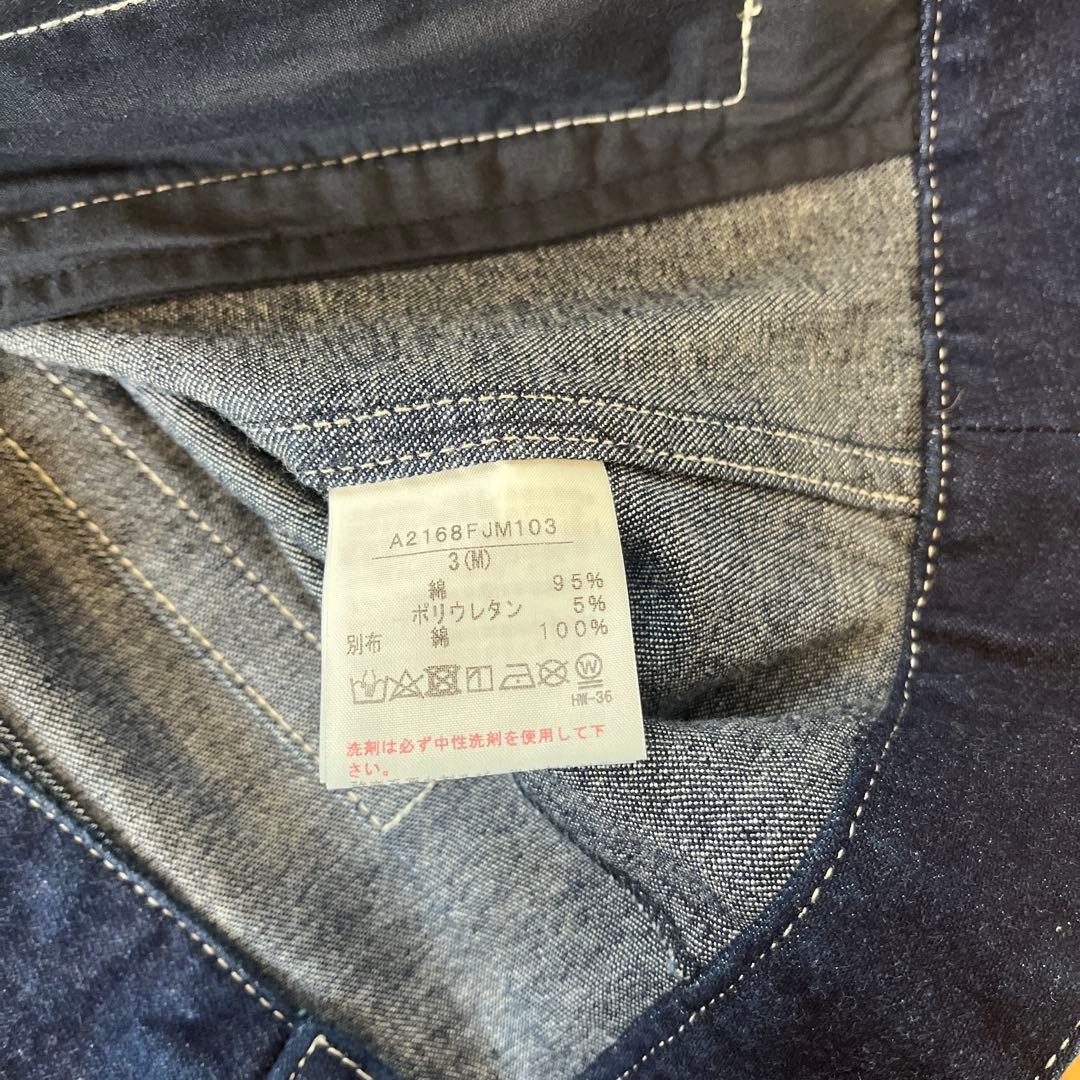 A2168FJM103
3(M)
綿 95%
ポリウレタン 5%
別布 綿 100%
W
HW-36
洗剤は必ず中性洗剤を使用して下
さい。